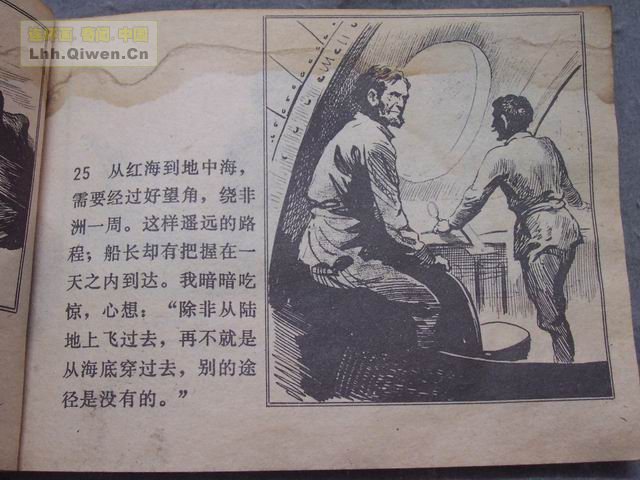 连环画.奇闻.中国
Lhh.Qiwen.Cn
25 从红海到地中海，
需要经过好望角，绕非
洲一周。这样遥远的路
程；船长却有把握在一
天之内到达。我暗暗吃
惊，心想：“除非从陆
地上飞过去，再不就是
从海底穿过去，别的途
径是没有的。”